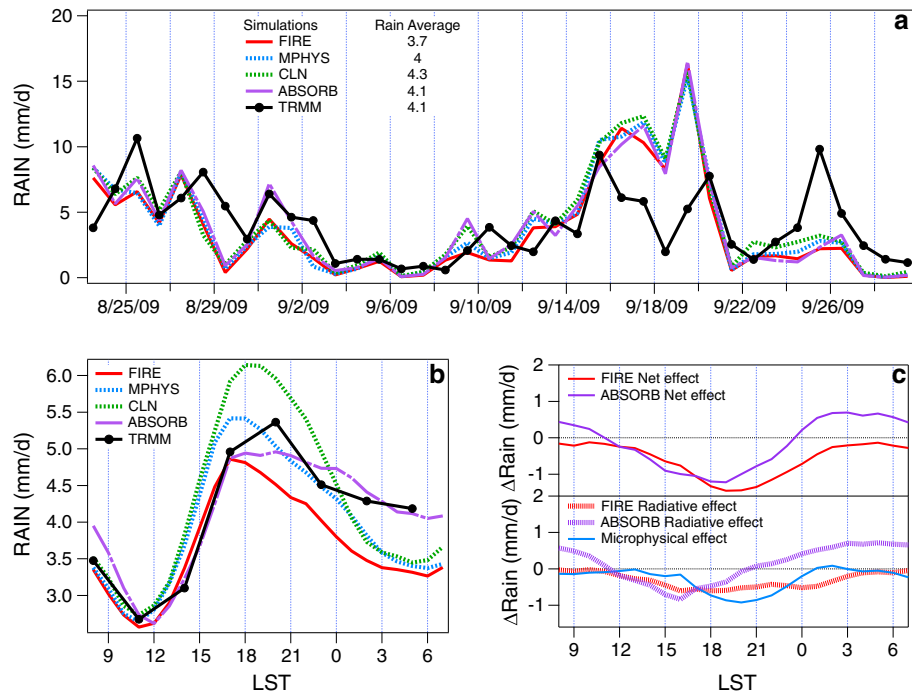 a
Simulations Rain Average
FIRE 3.7
MPHYS 4
CLN 4.3
ABSORB 4.1
TRMM 4.1
RAIN (mm/d)
20
15
10
5
0
8/25/09 8/29/09 9/2/09 9/6/09 9/10/09 9/14/09 9/18/09 9/22/09 9/26/09
b
FIRE
MPHYS
CLN
ABSORB
TRMM
RAIN (mm/d)
6.0
5.5
5.0
4.5
4.0
3.5
3.0
9 12 15 18 21 0 3 6
LST
c
FIRE Net effect
ABSORB Net effect
ΔRain (mm/d)
2
1
0
-1
2
FIRE Radiative effect
ABSORB Radiative effect
Microphysical effect
ΔRain (mm/d)
1
0
-1
9 12 15 18 21 0 3 6
LST